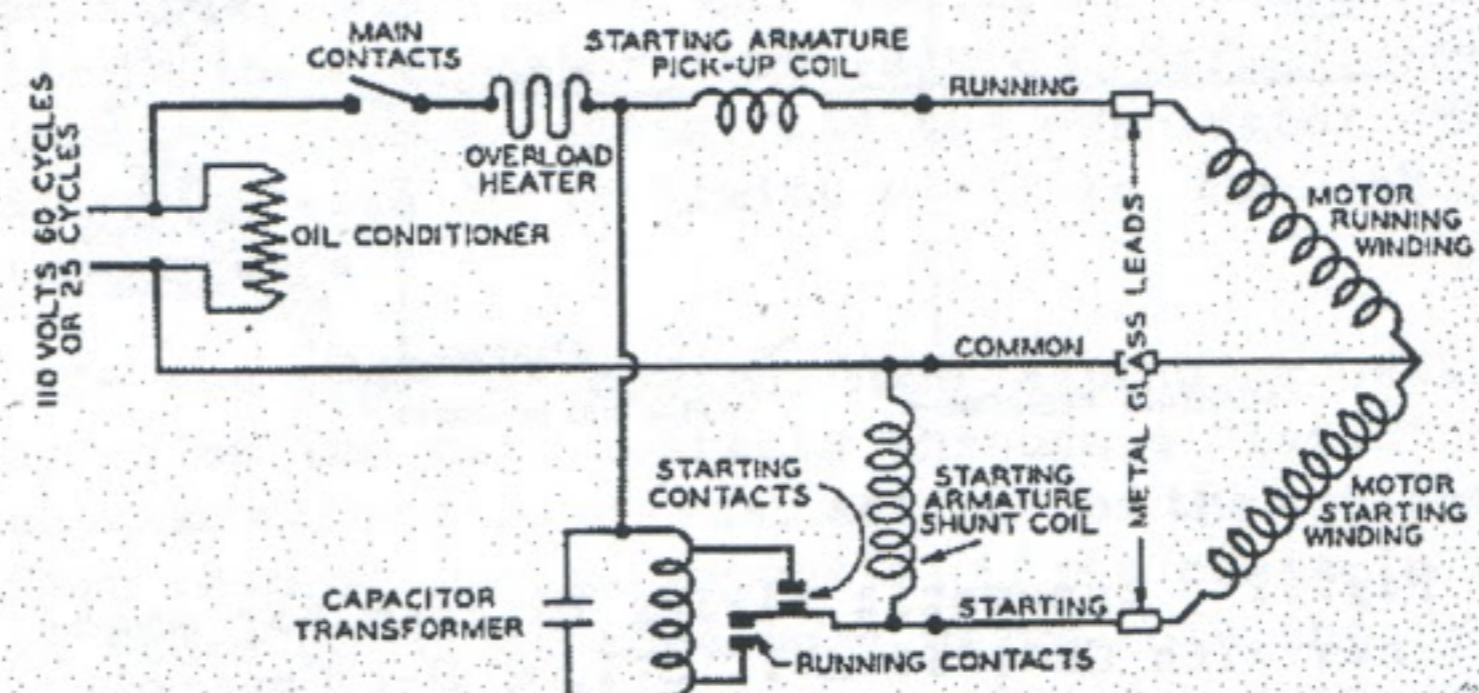 MAIN
CONTACTS
STARTING ARMATURE
PICK-UP COIL
RUNNING
110 VOLTS 60 CYCLES
OR 25 CYCLES
OVERLOAD
HEATER
OIL CONDITIONER
MOTOR
RUNNING
WINDING
METAL GLASS LEADS
COMMON
STARTING
CONTACTS
STARTING
ARMATURE
SHUNT COIL
MOTOR
STARTING
WINDING
CAPACITOR
TRANSFORMER
STARTING
RUNNING CONTACTS